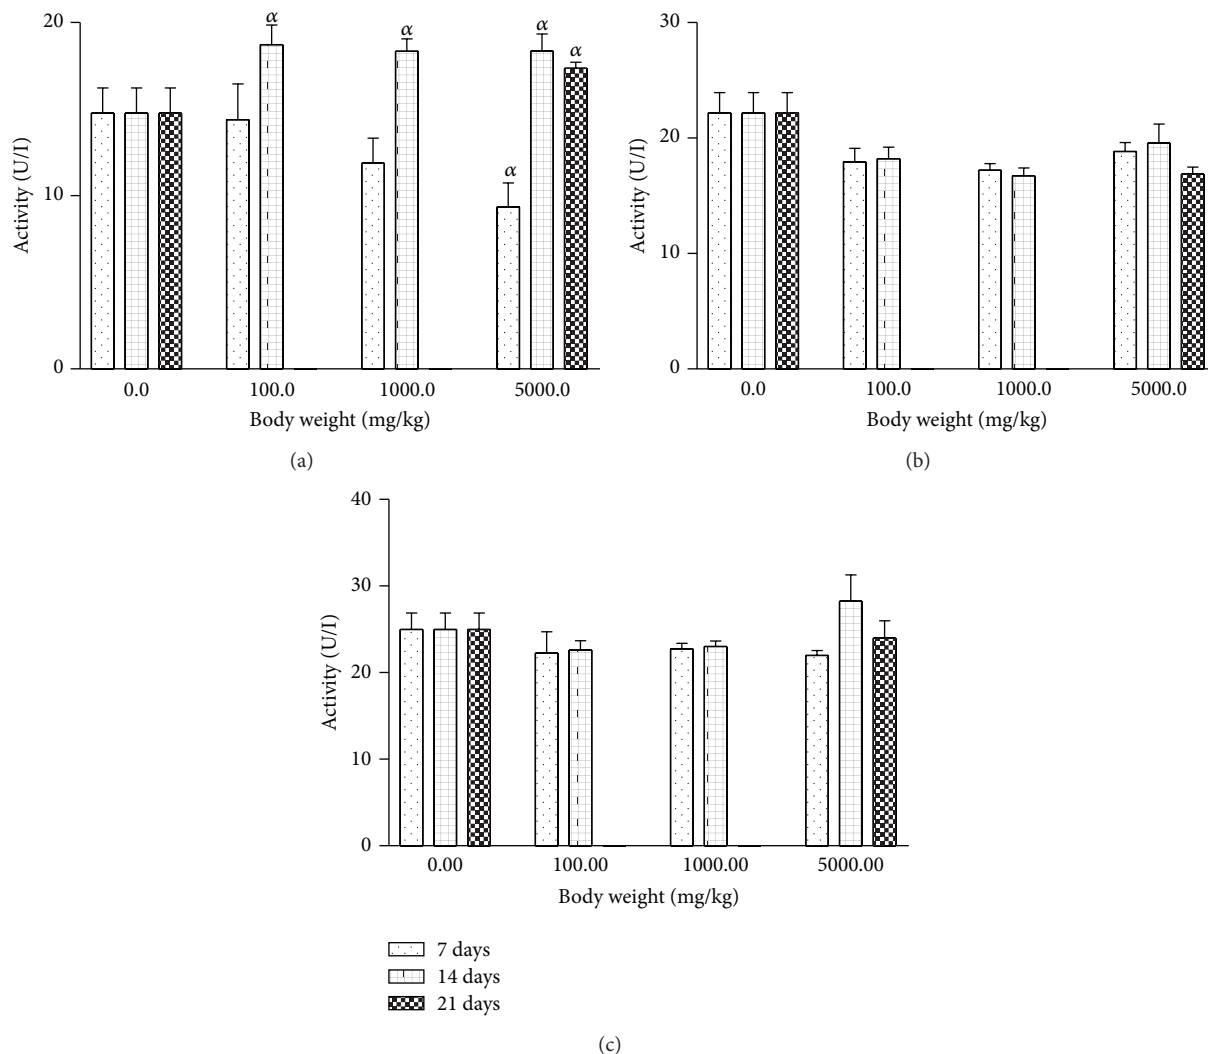 20
α
α
α
α
α
10
0
Activity (U/I)
0.0 100.0 1000.0 5000.0
Body weight (mg/kg)
(a)
30
20
10
0
Activity (U/I)
0.0 100.0 1000.0 5000.0
Body weight (mg/kg)
(b)
40
30
20
10
0
Activity (U/I)
0.00 100.00 1000.00 5000.00
Body weight (mg/kg)
7 days
14 days
21 days
(c)